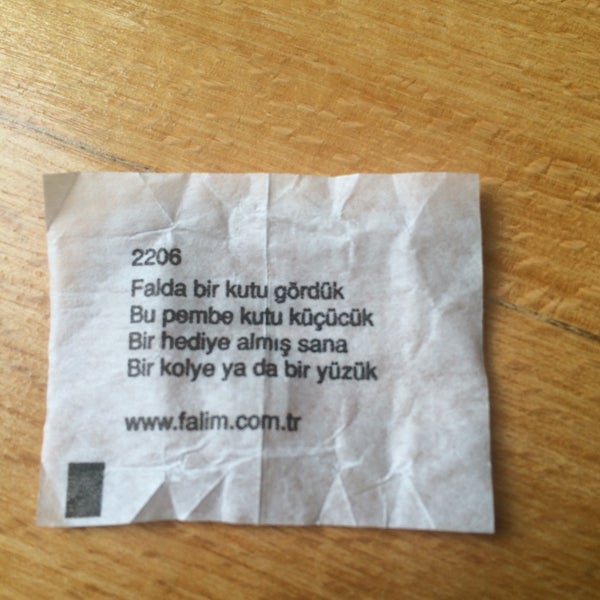 2206
Falda bir kutu gördük
Bu pembe kutu küçücük
Bir hediye almış sana
Bir kolye ya da bir yüzük
www.falim.com.tr